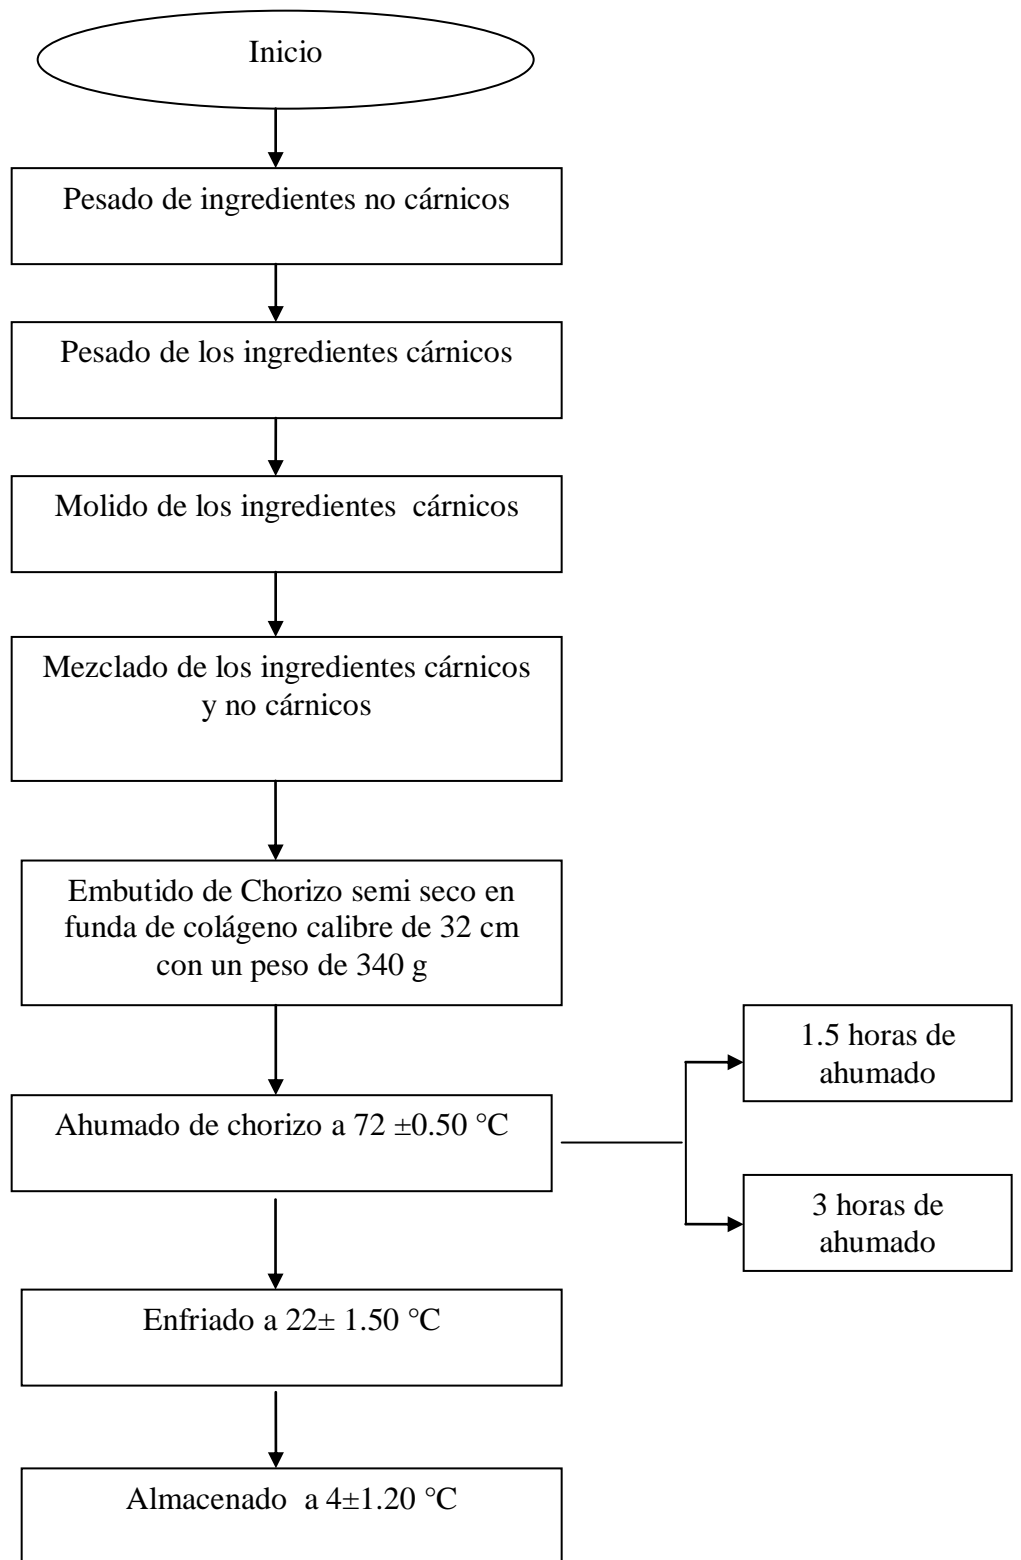 Inicio
Pesado de ingredientes no cárnicos
Pesado de los ingredientes cárnicos
Molido de los ingredientes  cárnicos
Mezclado de los ingredientes cárnicos
y no cárnicos
Embutido de Chorizo semi seco en
funda de colágeno calibre de 32 cm
con un peso de 340 g
Ahumado de chorizo a 72 ±0.50 °C
1.5 horas de
ahumado
3 horas de
ahumado
Enfriado a 22± 1.50 °C
Almacenado  a 4±1.20 °C